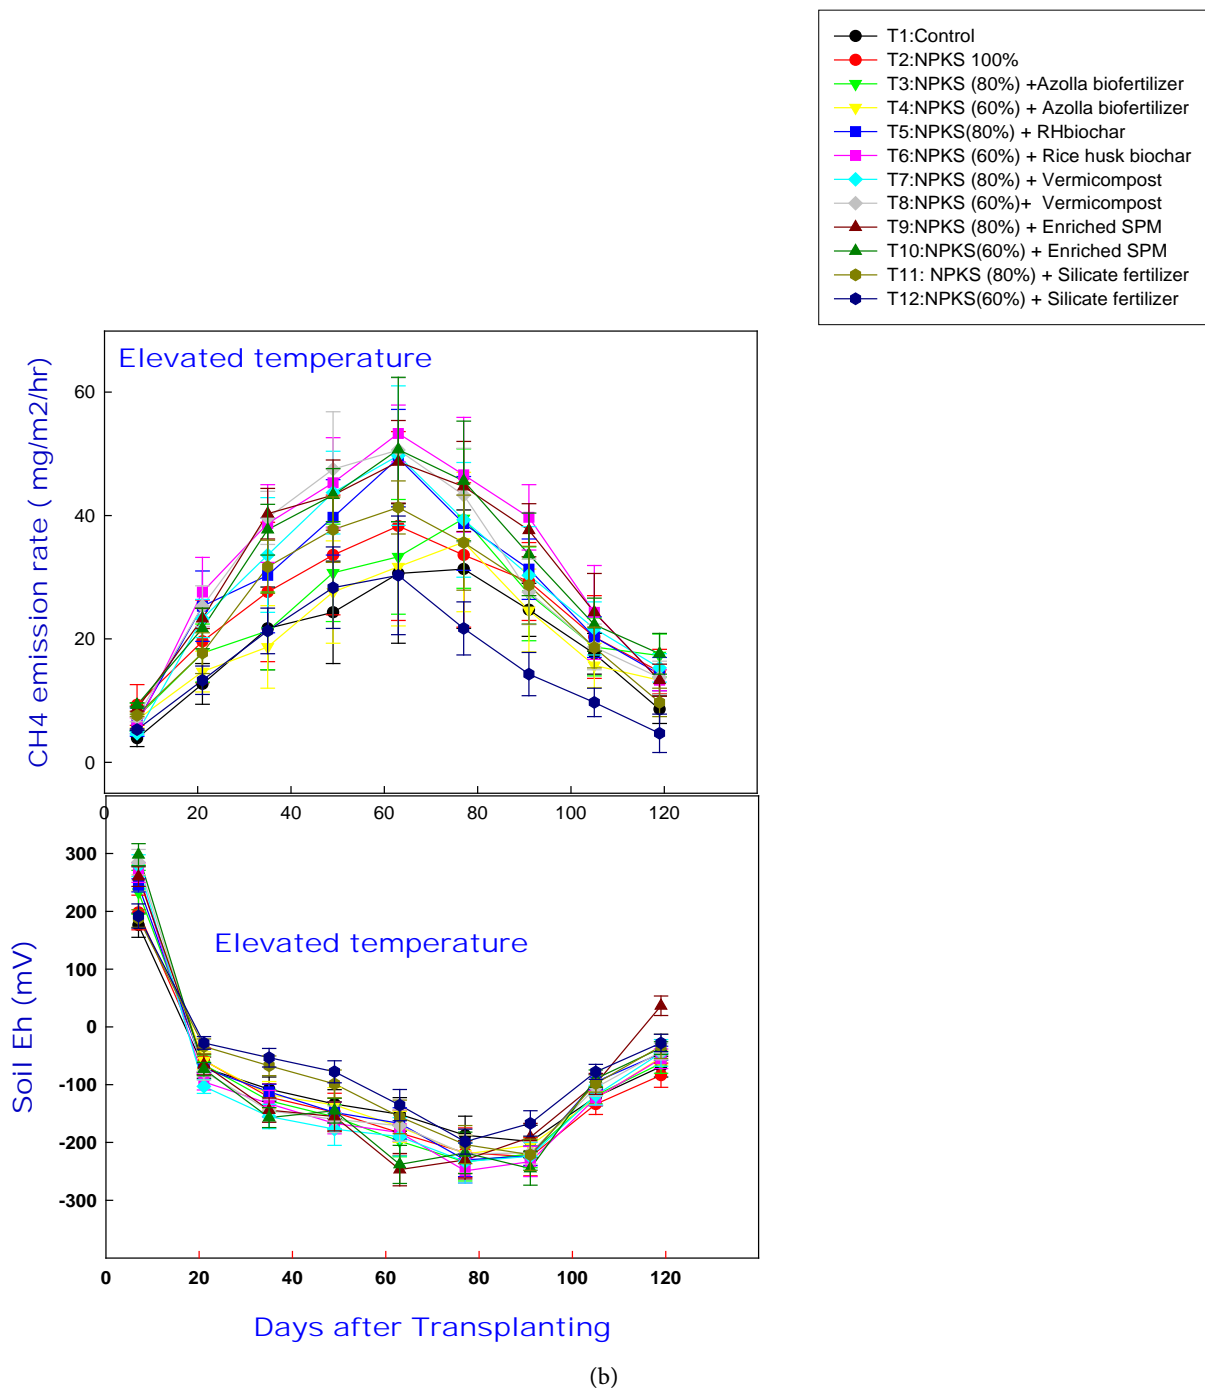 T1:Control
T2:NPKS 100%
T3:NPKS (80%) +Azolla biofertilizer
T4:NPKS (60%) + Azolla biofertilizer
T5:NPKS(80%) + RHbiochar
T6:NPKS (60%) + Rice husk biochar
T7:NPKS (80%) + Vermicompost
T8:NPKS (60%)+  Vermicompost
T9:NPKS (80%) + Enriched SPM
T10:NPKS(60%) + Enriched SPM
T11: NPKS (80%) + Silicate fertilizer
T12:NPKS(60%) + Silicate fertilizer
Elevated temperature
CH4 emission rate ( mg/m2/hr)
60
40
20
0
0 20 40 60 80 100 120
Elevated temperature
Soil Eh (mV)
300
200
100
0
-100
-200
-300
0 20 40 60 80 100 120
Days after Transplanting
(b)